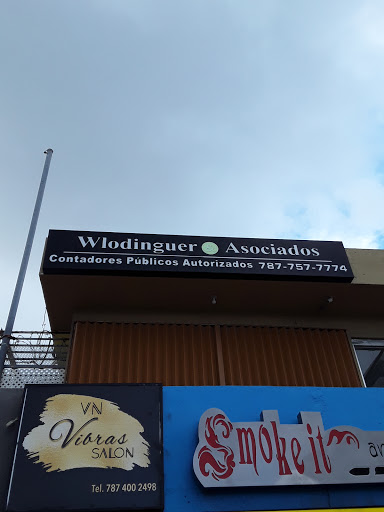 Wlodinguer Asociados
Contadores Públicos Autorizados 787-757-7774
VN
Vibras
SALON
Tel. 787 400 2498
Smoke it